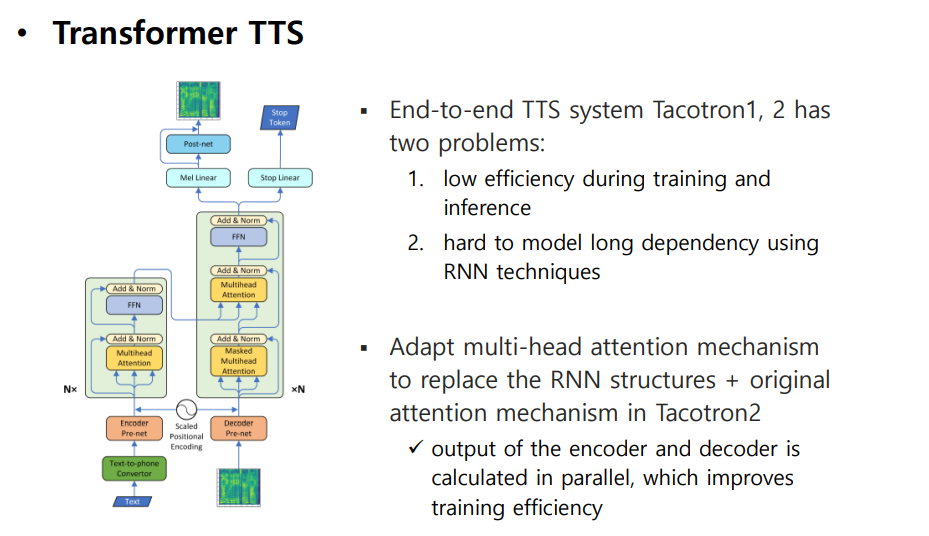 • Transformer TTS
Stop
Token
Post-net
Mel Linear
Stop Linear
Add & Norm
FFN
Add & Norm
Multihead
Attention
Add & Norm
FFN
Add & Norm
Multihead
Attention
Add & Norm
Masked
Multihead
Attention
N×
×N
Encoder
Pre-net
Scaled
Positional
Encoding
Decoder
Pre-net
Text-to-phone
Convertor
Text
▪ End-to-end TTS system Tacotron1, 2 has
two problems:
1. low efficiency during training and
inference
2. hard to model long dependency using
RNN techniques
▪ Adapt multi-head attention mechanism
to replace the RNN structures + original
attention mechanism in Tacotron2
✓ output of the encoder and decoder is
calculated in parallel, which improves
training efficiency